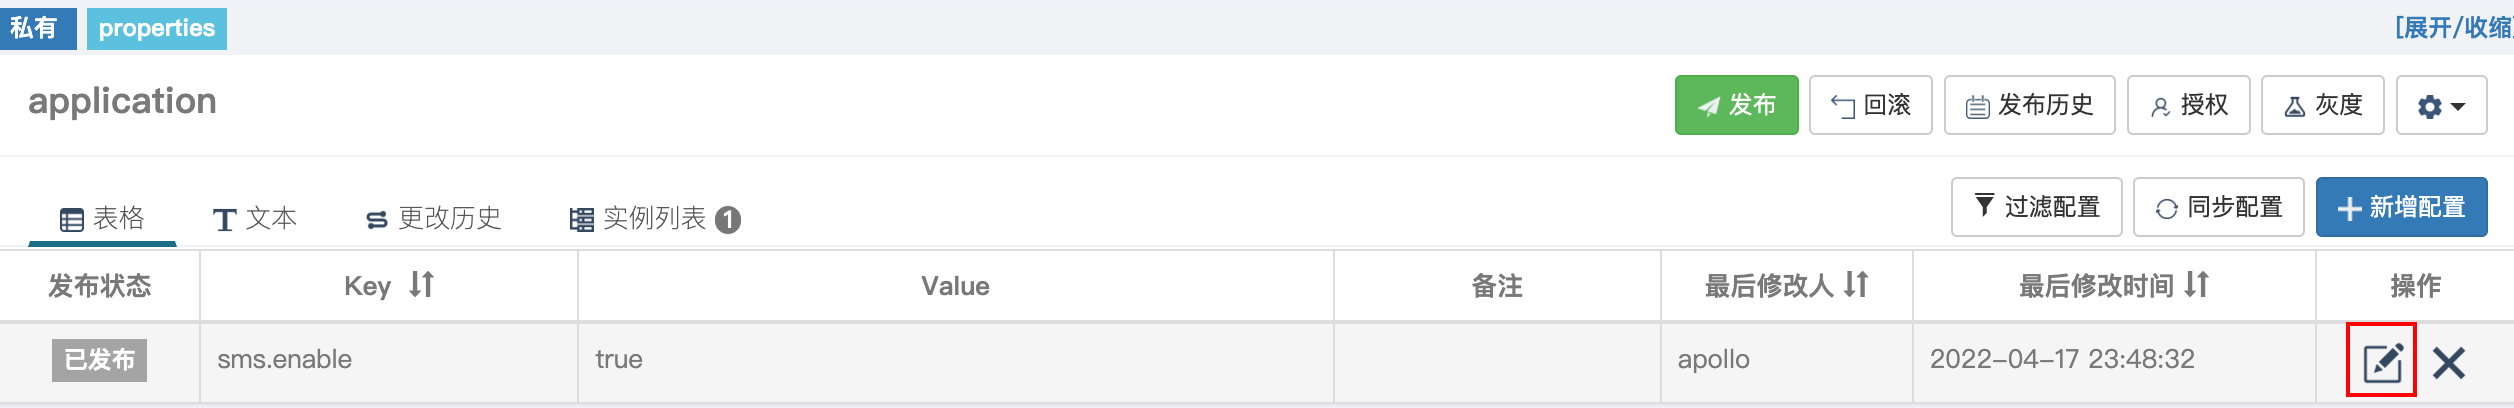 私有 properties [展开/收缩]
application 发布 回滚 发布历史 授权 灰度
表格 文本 更改历史 实例列表 1 过滤配置 同步配置 新增配置
发布状态 Key Value 备注 最后修改人 最后修改时间 操作
已发布 sms.enable true apollo 2022-04-17 23:48:32